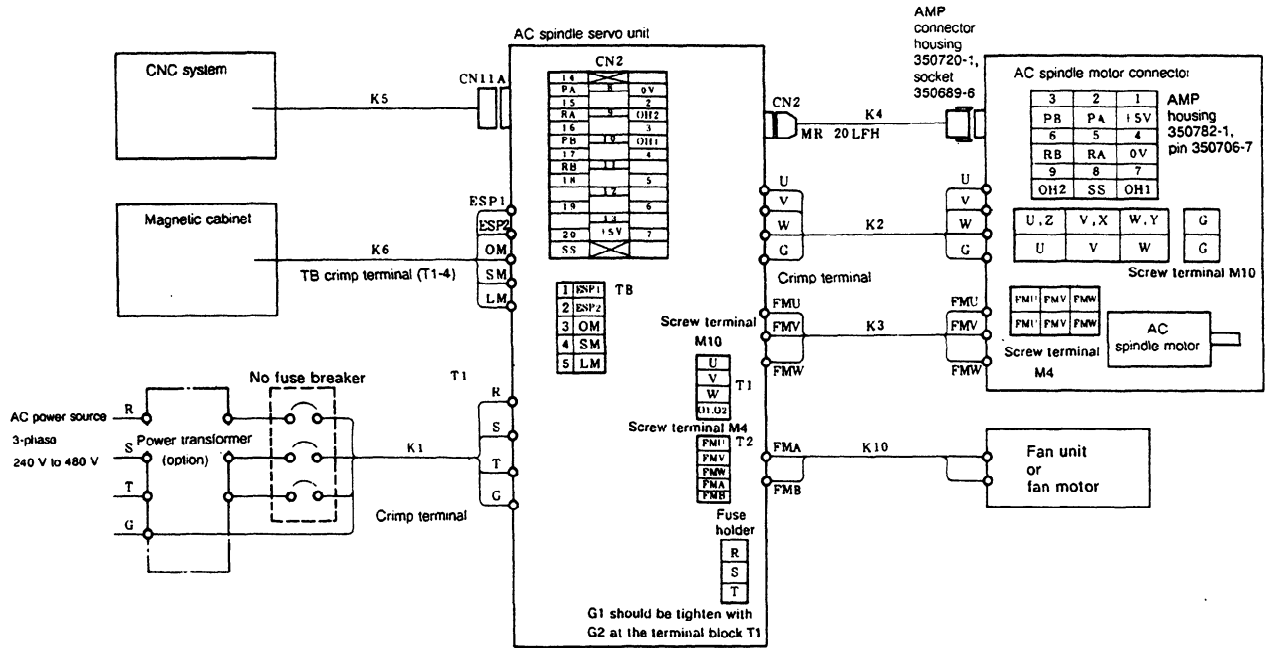 AMP
connector
housing
350720-1,
socket
350689-6
AC spindle servo unit
CNC system
K5
CN11A
CN2
14
PA 8 0V
15 2
RA 9 OH2
16 3
PB 10 OH1
17 4
RB 11
18 5
12
19 6
13
20 +5V 7
SS
CN2
K4
MR 20LFH
AC spindle motor connector
3 2 1
PB PA +5V
6 5 4
RB RA 0V
9 8 7
OH2 SS OH1
AMP
housing
350782-1,
pin 350706-7
Magnetic cabinet
K6
TB crimp terminal (T1-4)
ESP1
ESP2
OM
SM
LM
1 ESP1 TB
2 ESP2
3 OM
4 SM
5 LM
U
V
W
G
K2
Crimp terminal
U
V
W
G
U,Z V,X W,Y G
U V W G
Screw terminal M10
FMU
FMV
FMW
K3
FMU
FMV
FMW
FMU FMV FMW
FMU FMV FMW
Screw terminal
M4
AC
spindle motor
Screw terminal
M10
U
V
W
T1
Screw terminal M4
FMU T2
FMV
FMW
FMA
FMB
No fuse breaker
T1
AC power source
3-phase
240 V to 480 V
R
S
T
G
Power transformer
(option)
K1
Crimp terminal
R
S
T
G
FMA
FMB
K10
Fan unit
or
fan motor
Fuse
holder
R
S
T
G1 should be tighten with
G2 at the terminal block T1